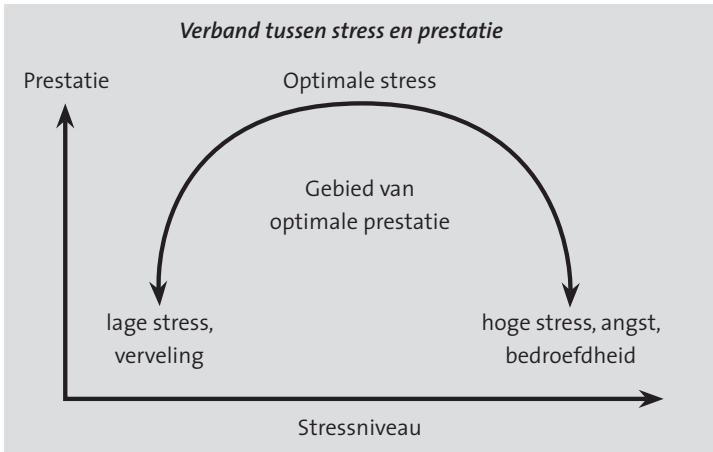 Verband tussen stress en prestatie
Prestatie
Optimale stress
Gebied van
optimale prestatie
lage stress,
verveling
hoge stress, angst,
bedroefdheid
Stressniveau